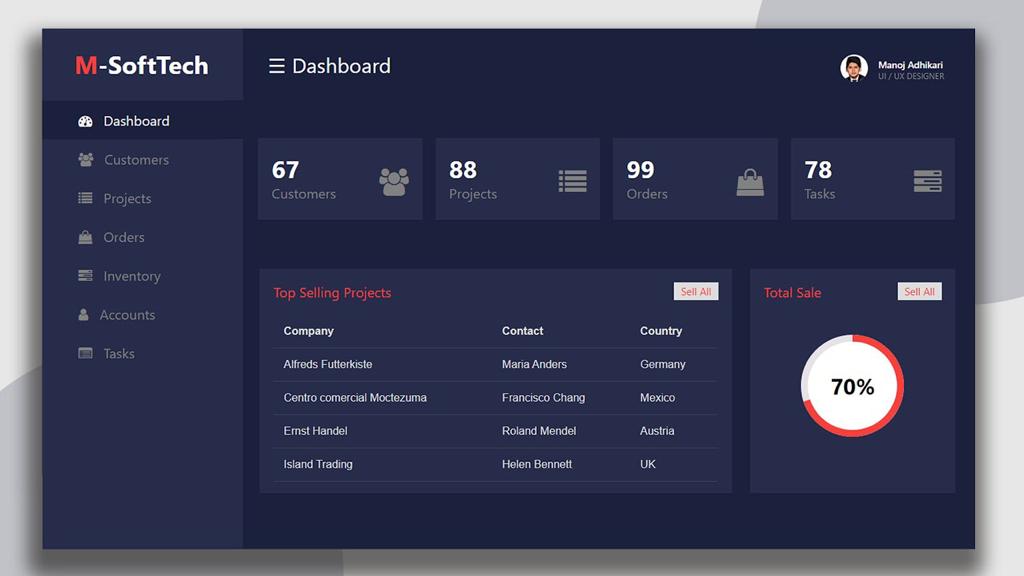 M-SoftTech
☰ Dashboard
Manoj Adhikari
UI / UX DESIGNER
Dashboard
Customers
Projects
Orders
Inventory
Accounts
Tasks
67
Customers
88
Projects
99
Orders
78
Tasks
Top Selling Projects
Sell All
Company Contact Country
Alfreds Futterkiste Maria Anders Germany
Centro comercial Moctezuma Francisco Chang Mexico
Ernst Handel Roland Mendel Austria
Island Trading Helen Bennett UK
Total Sale
Sell All
70%